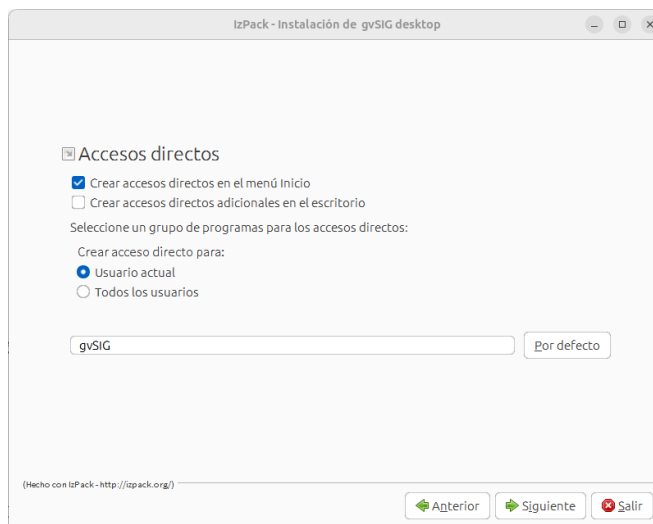 IzPack - Instalación de gvSIG desktop
Accesos directos
Crear accesos directos en el menú Inicio
Crear accesos directos adicionales en el escritorio
Seleccione un grupo de programas para los accesos directos:
Crear acceso directo para:
Usuario actual
Todos los usuarios
gvSIG Por defecto
(Hecho con IzPack - http://izpack.org/)
Anterior Siguiente Salir